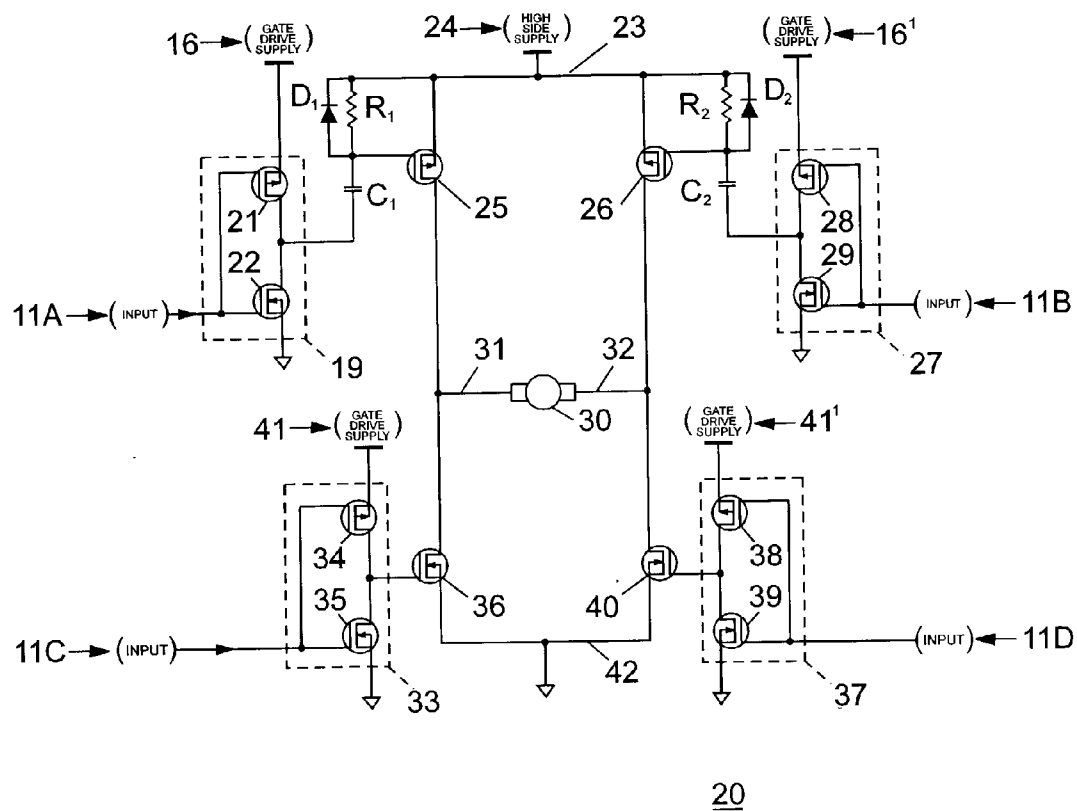 16 (GATE DRIVE SUPPLY)
24 (HIGH SIDE SUPPLY)
23
(GATE DRIVE SUPPLY) 16¹
D₁
R₁
R₂
D₂
C₁
25
26
C₂
21
22
28
29
11A (INPUT)
(INPUT) 11B
19
27
31
32
30
41 (GATE DRIVE SUPPLY)
(GATE DRIVE SUPPLY) 41¹
34
35
36
40
38
39
11C (INPUT)
(INPUT) 11D
33
42
37
20